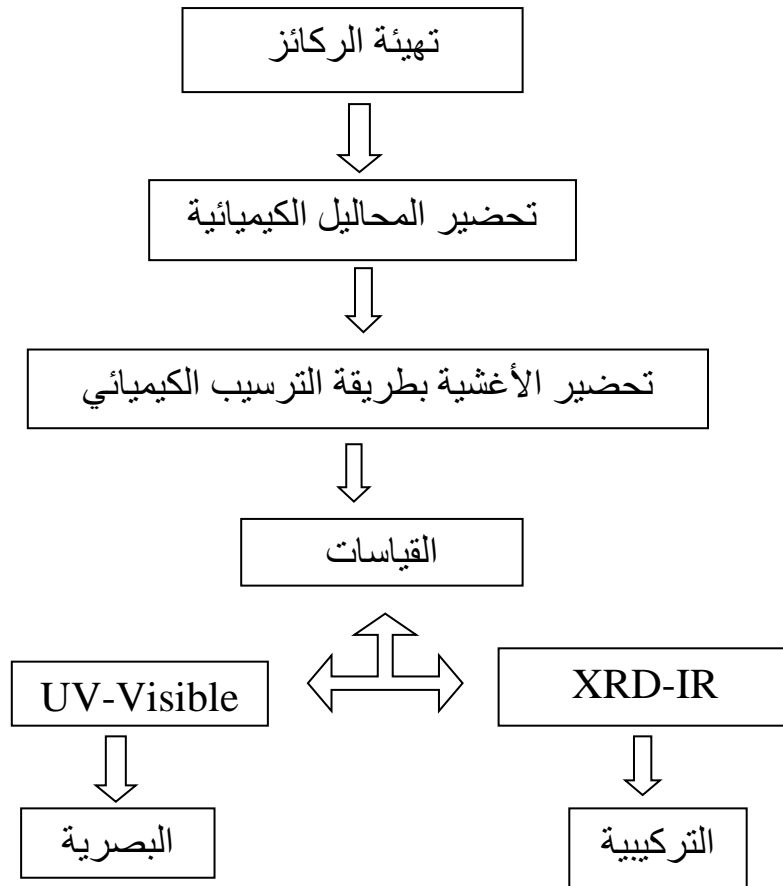 تهيئة الركائز
تحضير المحاليل الكيميائية
تحضير الأغشية بطريقة الترسيب الكيميائي
القياسات
XRD-IR
UV-Visible
التركيبية
البصرية